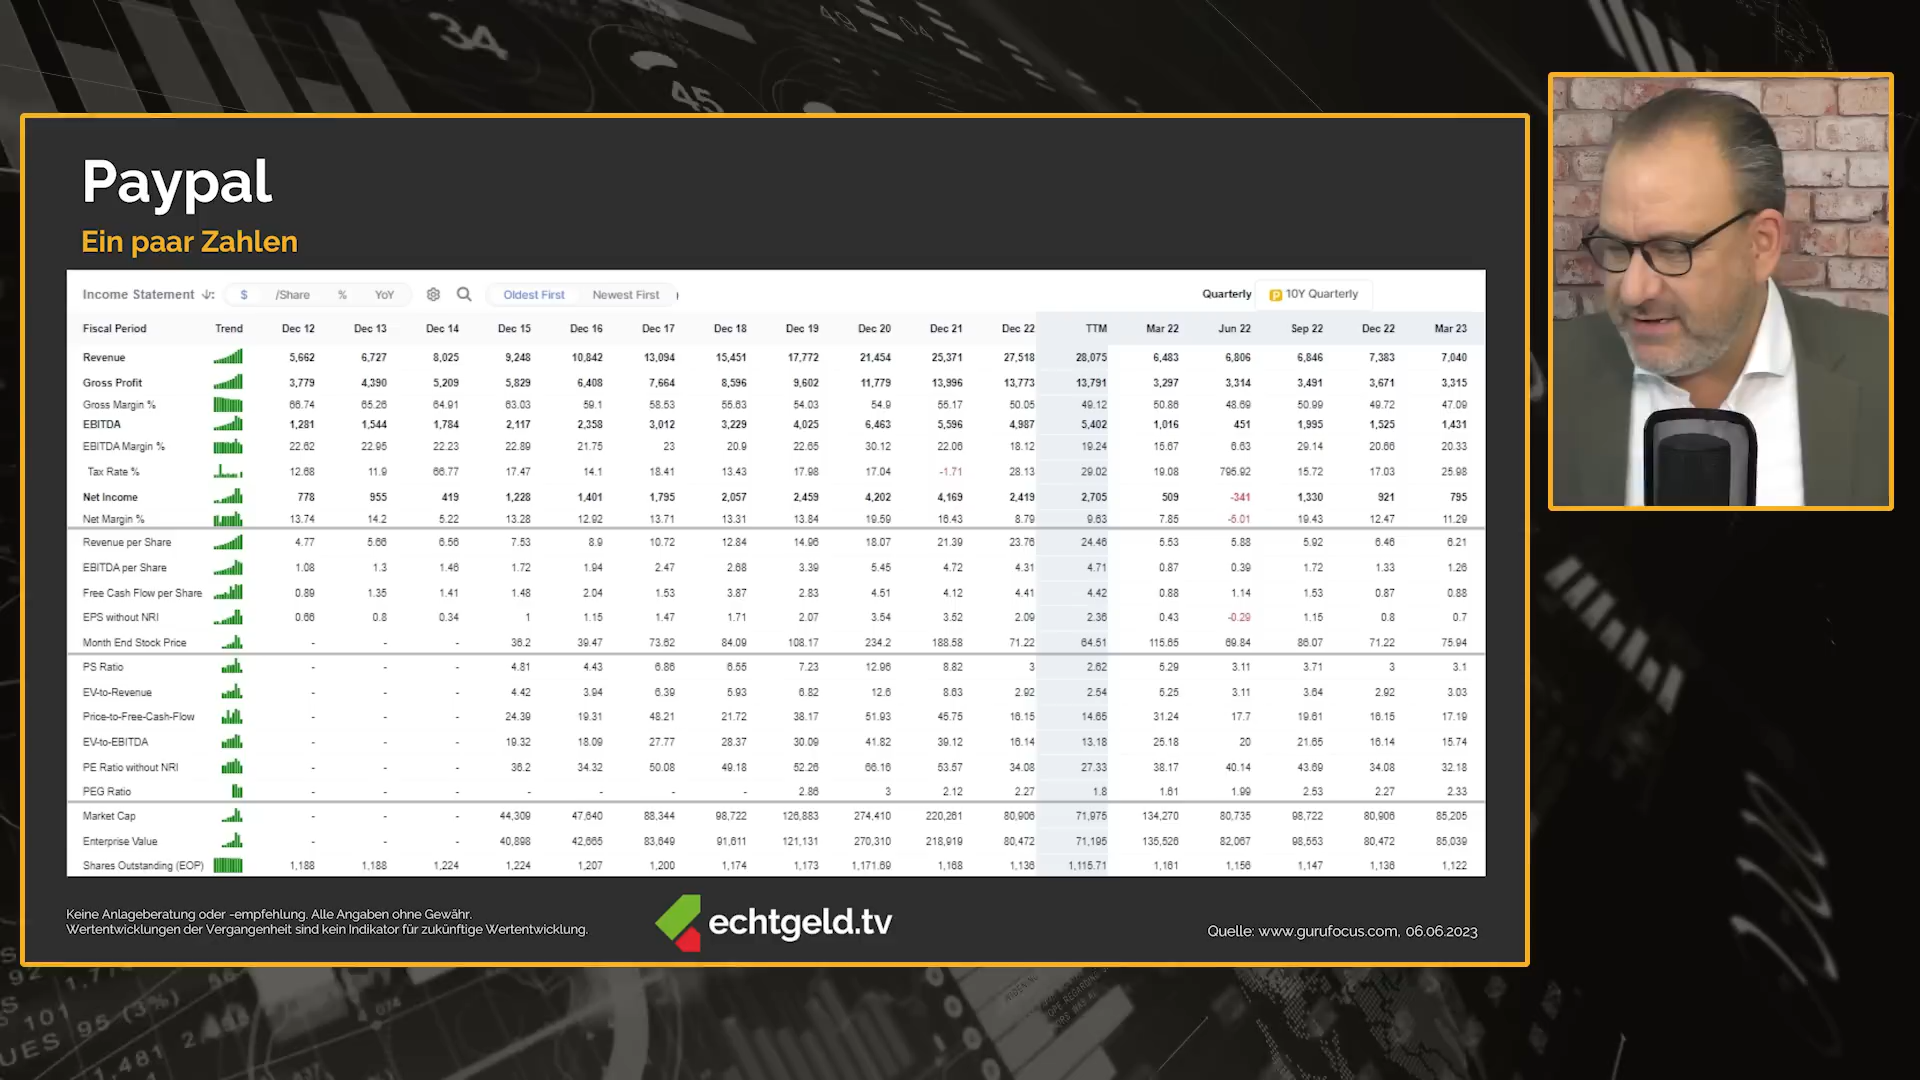 Paypal
Ein paar Zahlen
Income Statement $ /Share % YoY Oldest First Newest First Quarterly 10Y Quarterly
Fiscal Period Trend Dec 12 Dec 13 Dec 14 Dec 15 Dec 16 Dec 17 Dec 18 Dec 19 Dec 20 Dec 21 Dec 22 TTM Mar 22 Jun 22 Sep 22 Dec 22 Mar 23
Revenue 5,662 6,727 8,025 9,248 10,842 13,094 15,451 17,772 21,454 25,371 27,518 28,075 6,483 6,806 6,846 7,383 7,040
Gross Profit 3,779 4,390 5,209 5,829 6,408 7,664 8,596 9,602 11,779 13,996 13,773 13,791 3,297 3,314 3,491 3,671 3,315
Gross Margin % 66.74 65.26 64.91 63.03 59.1 58.53 55.63 54.03 54.9 55.17 50.05 49.12 50.86 48.69 50.99 49.72 47.09
EBITDA 1,281 1,544 1,784 2,117 2,358 3,012 3,229 4,025 6,463 5,596 4,987 5,402 1,016 451 1,995 1,525 1,431
EBITDA Margin % 22.62 22.95 22.23 22.89 21.75 23 20.9 22.65 30.12 22.06 18.12 19.24 15.67 6.63 29.14 20.66 20.33
Tax Rate % 12.68 11.9 66.77 17.47 14.1 18.41 13.43 17.98 17.04 -1.71 28.13 29.02 19.08 795.92 15.72 17.03 25.98
Net Income 778 955 419 1,228 1,401 1,795 2,057 2,459 4,202 4,169 2,419 2,705 509 -341 1,330 921 795
Net Margin % 13.74 14.2 5.22 13.28 12.92 13.71 13.31 13.84 19.59 16.43 8.79 9.63 7.85 -5.01 19.43 12.47 11.29
Revenue per Share 4.77 5.66 6.56 7.53 8.9 10.72 12.84 14.96 18.07 21.39 23.76 24.46 5.53 5.88 5.92 6.46 6.21
EBITDA per Share 1.08 1.3 1.46 1.72 1.94 2.47 2.68 3.39 5.45 4.72 4.31 4.71 0.87 0.39 1.72 1.33 1.26
Free Cash Flow per Share 0.89 1.35 1.41 1.48 2.04 1.53 3.87 2.83 4.51 4.12 4.41 4.42 0.88 1.14 1.53 0.87 0.88
EPS without NRI 0.66 0.8 0.34 1 1.15 1.47 1.71 2.07 3.54 3.52 2.09 2.36 0.43 -0.29 1.15 0.8 0.7
Month End Stock Price - - - 36.2 39.47 73.62 84.09 108.17 234.2 188.58 71.22 64.51 115.65 69.84 86.07 71.22 75.94
PS Ratio - - - 4.81 4.43 6.86 6.55 7.23 12.96 8.82 3 2.62 5.29 3.11 3.71 3 3.1
EV-to-Revenue - - - 4.42 3.94 6.39 5.93 6.82 12.6 8.63 2.92 2.54 5.25 3.11 3.64 2.92 3.03
Price-to-Free-Cash-Flow - - - 24.39 19.31 48.21 21.72 38.17 51.93 45.75 16.15 14.65 31.24 17.7 19.61 16.15 17.19
EV-to-EBITDA - - - 19.32 18.09 27.77 28.37 30.09 41.82 39.12 16.14 13.18 25.18 20 21.65 16.14 15.74
PE Ratio without NRI - - - 36.2 34.32 50.08 49.18 52.26 66.16 53.57 34.08 27.33 38.17 40.14 43.69 34.08 32.18
PEG Ratio - - - - - - - 2.86 3 2.12 2.27 1.8 1.61 1.99 2.53 2.27 2.33
Market Cap - - - 44,309 47,640 88,344 98,722 126,883 274,410 220,261 80,906 71,975 134,270 80,735 98,722 80,906 85,205
Enterprise Value - - - 40,898 42,665 83,649 91,611 121,131 270,310 218,919 80,472 71,195 135,526 82,067 98,553 80,472 85,039
Shares Outstanding (EOP) 1,188 1,188 1,224 1,224 1,207 1,200 1,174 1,173 1,171.69 1,168 1,136 1,115.71 1,161 1,156 1,147 1,136 1,122
Keine Anlageberatung oder -empfehlung. Alle Angaben ohne Gewähr.
Wertentwicklungen der Vergangenheit sind kein Indikator für zukünftige Wertentwicklung.
echtgeld.tv
Quelle: www.gurufocus.com, 06.06.2023
34
45